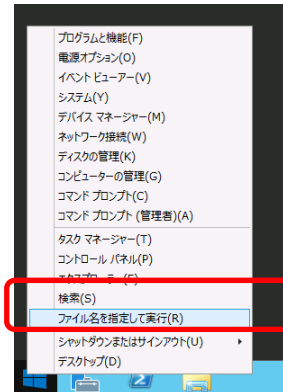 プログラムと機能(F)
電源オプション(O)
イベント ビューアー(V)
システム(Y)
デバイス マネージャー(M)
ネットワーク接続(W)
ディスクの管理(K)
コンピューターの管理(G)
コマンド プロンプト(C)
コマンド プロンプト (管理者)(A)
タスク マネージャー(T)
コントロール パネル(P)
検索(S)
ファイル名を指定して実行(R)
シャットダウンまたはサインアウト(U)
デスクトップ(D)